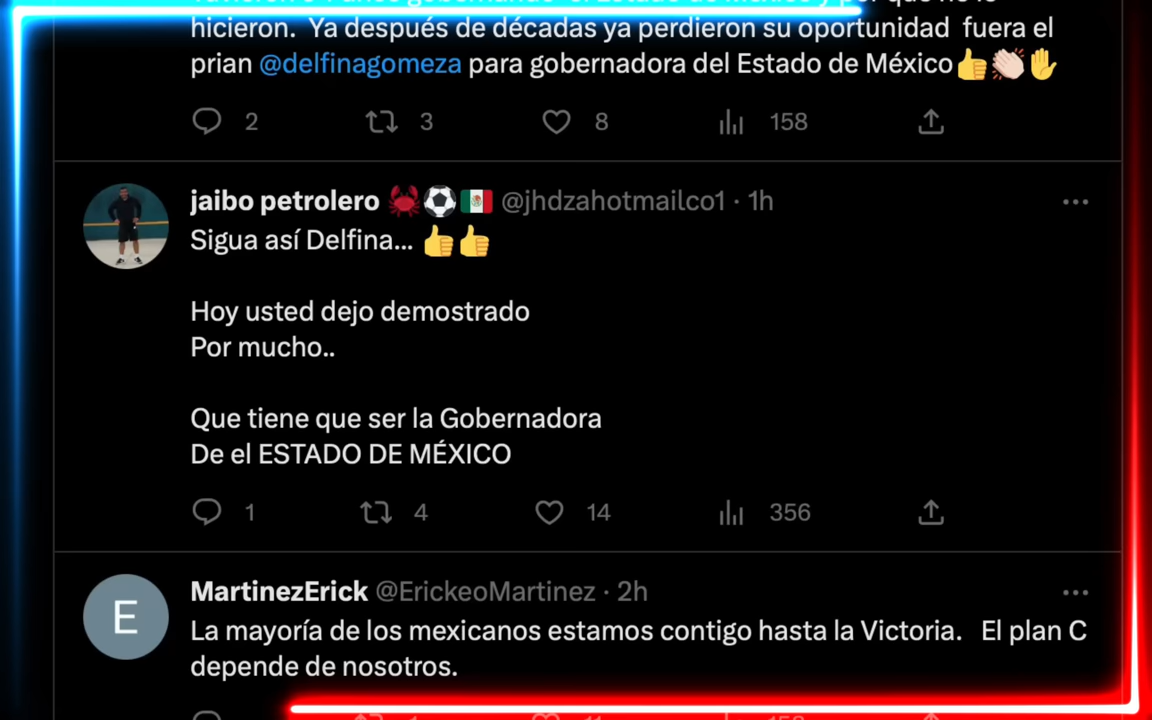 hicieron. Ya después de décadas ya perdieron su oportunidad fuera el
prian @delfinagomeza para gobernadora del Estado de México👍👏🏻✋
2 3 8 158
jaibo petrolero 🦀⚽🇲🇽 @jhdzahotmailco1 · 1h
Sigua así Delfina... 👍👍
Hoy usted dejo demostrado
Por mucho..
Que tiene que ser la Gobernadora
De el ESTADO DE MÉXICO
1 4 14 356
E
MartinezErick @ErickeoMartinez · 2h
La mayoría de los mexicanos estamos contigo hasta la Victoria. El plan C
depende de nosotros.